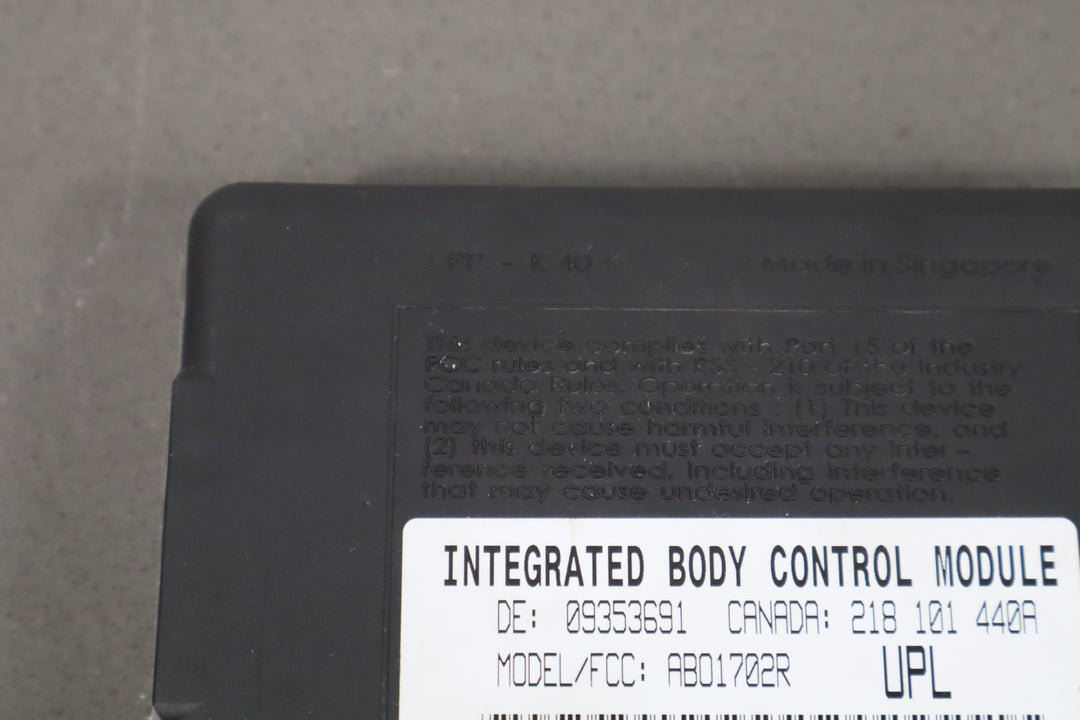 >PP - K 40<
Made in Singapore
This device complies with Part 15 of the
FCC rules and with RSS - 210 of the Industry
Canada Rules. Operation is subject to the
following two conditions : (1) This device
may not cause harmful interference, and
(2) this device must accept any inter -
ference received, including interference
that may cause undesired operation.
INTEGRATED BODY CONTROL MODULE
DE: 09353691 CANADA: 218 101 440A
MODEL/FCC: ABO1702R UPL